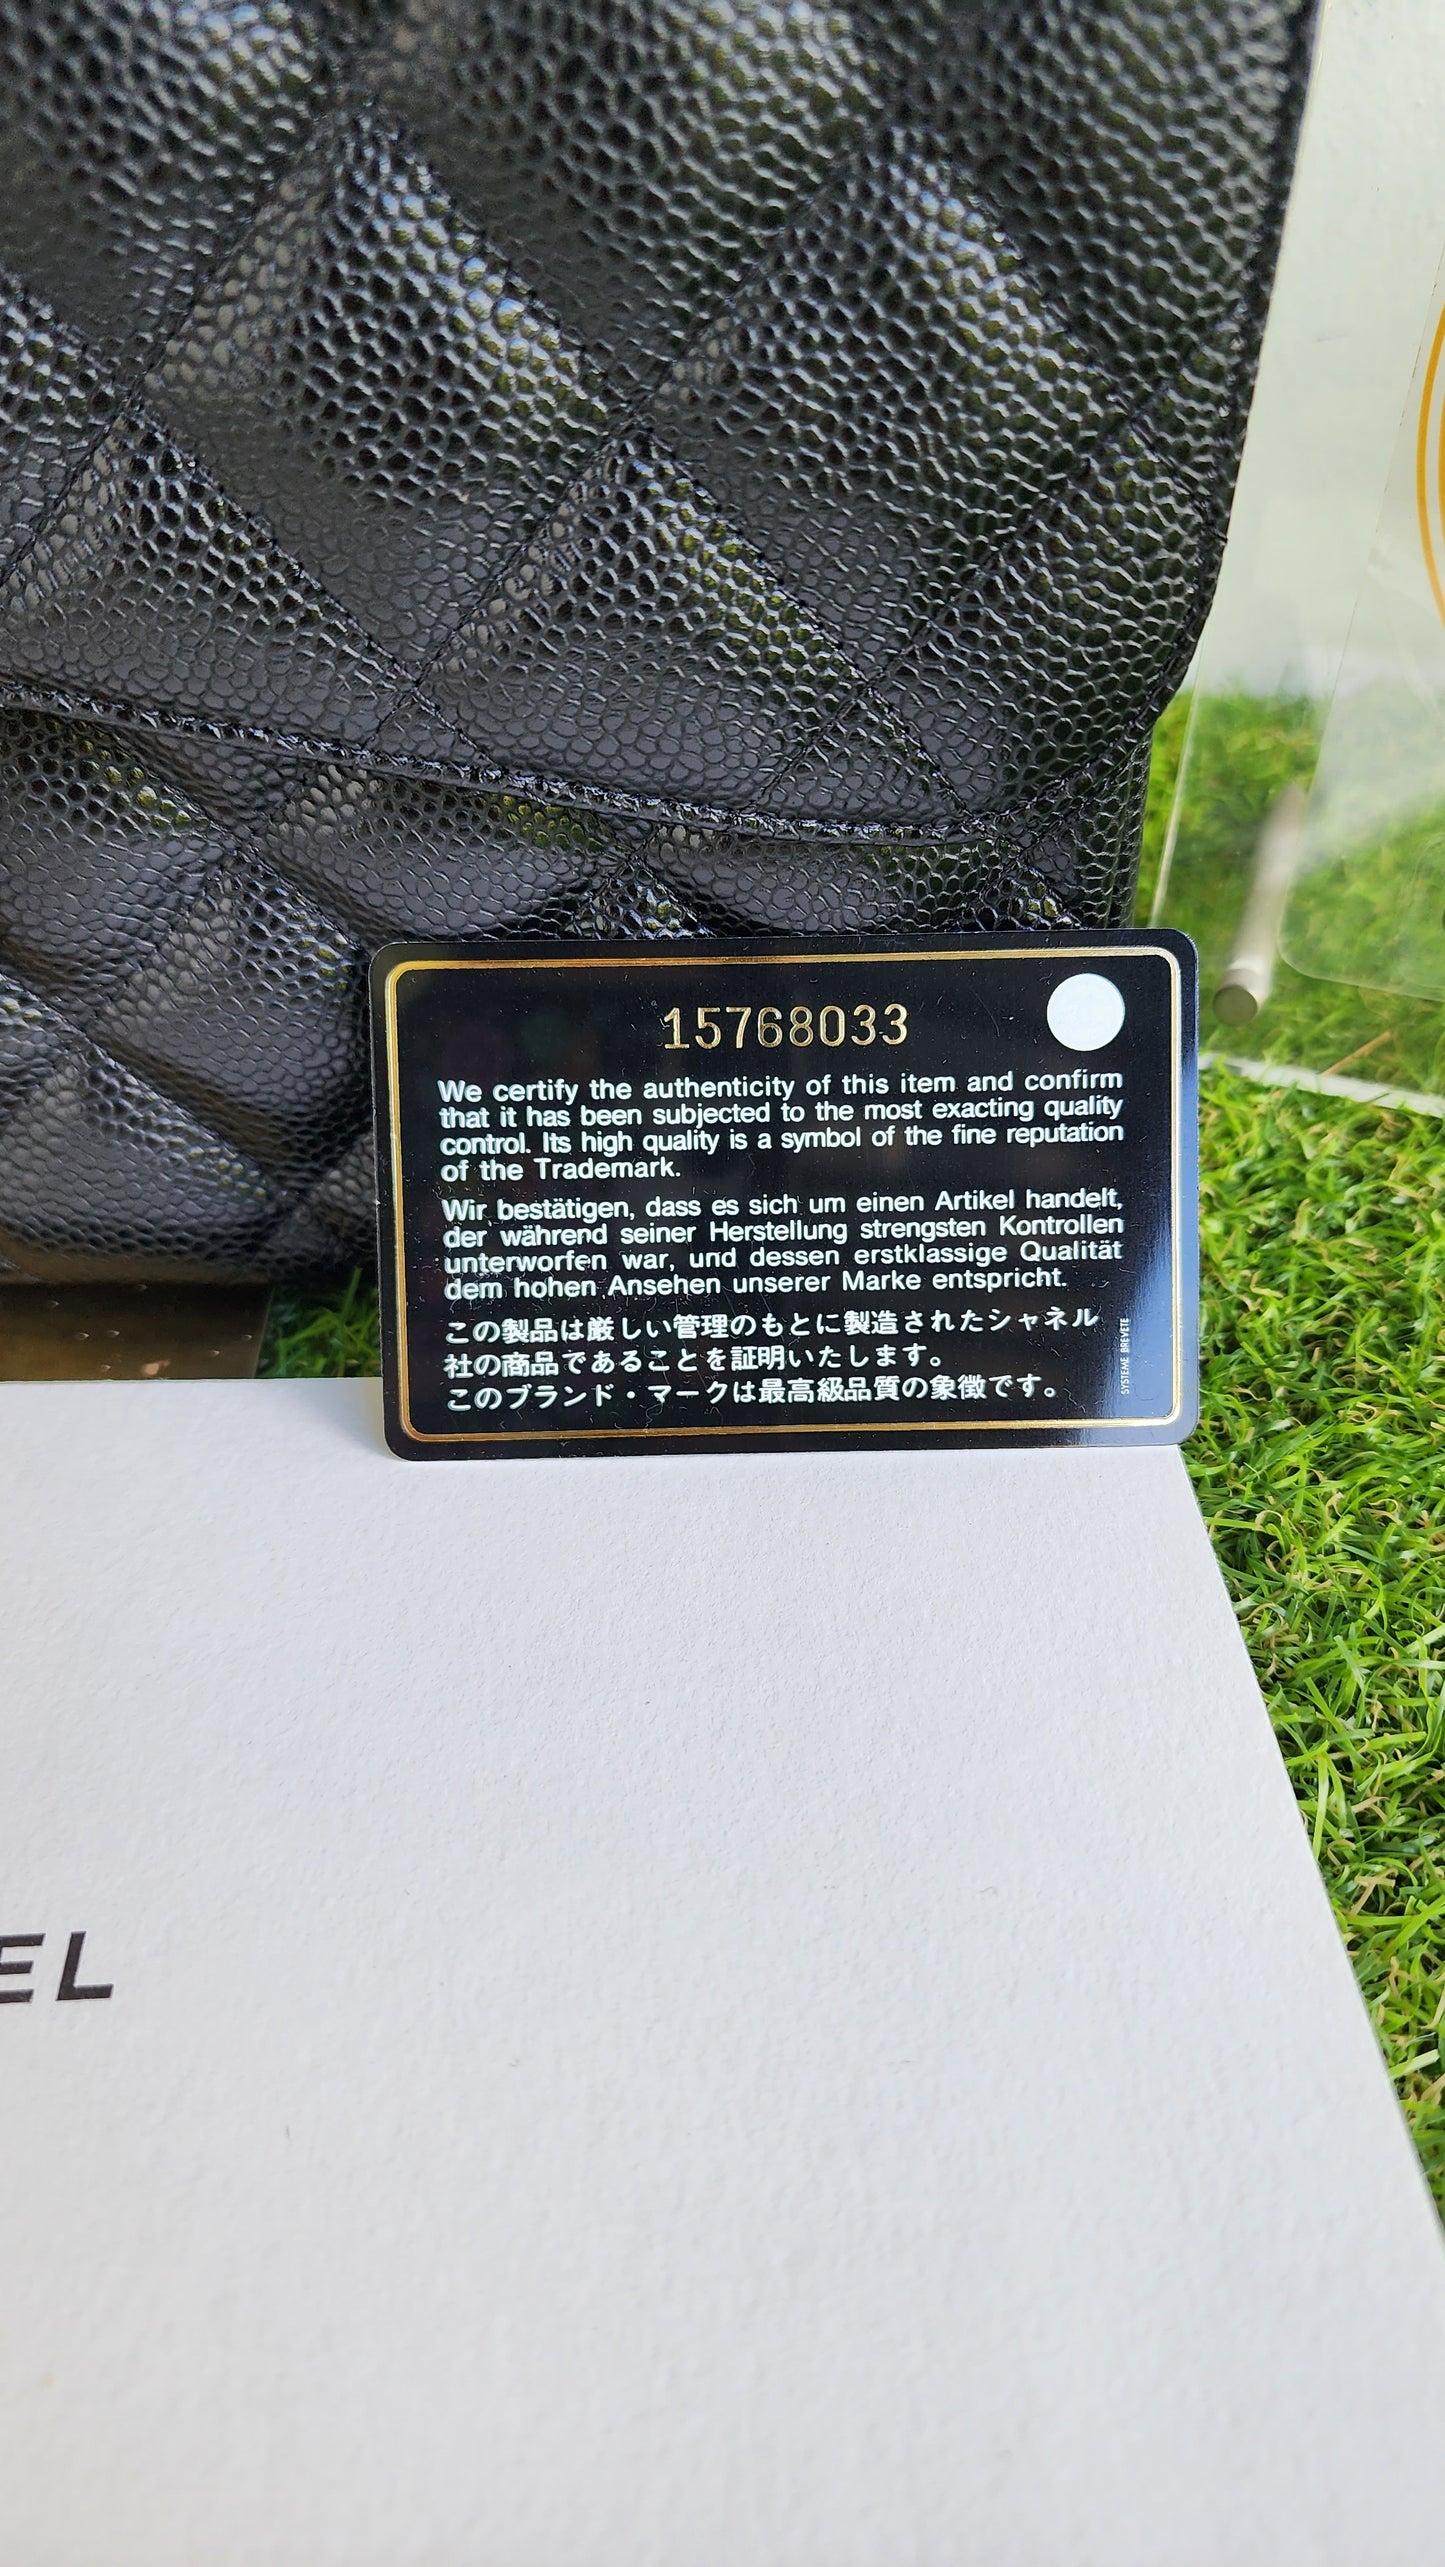 15768033
We certify the authenticity of this item and confirm
that it has been subjected to the most exacting quality
control. Its high quality is a symbol of the fine reputation
of the Trademark.
Wir bestätigen, dass es sich um einen Artikel handelt,
der während seiner Herstellung strengsten Kontrollen
unterworfen war, und dessen erstklassige Qualität
dem hohen Ansehen unserer Marke entspricht.
この製品は厳しい管理のもとに製造されたシャネル
社の商品であることを証明いたします。
このブランド・マークは最高級品質の象徴です。
SYSTEME BREVETE
EL